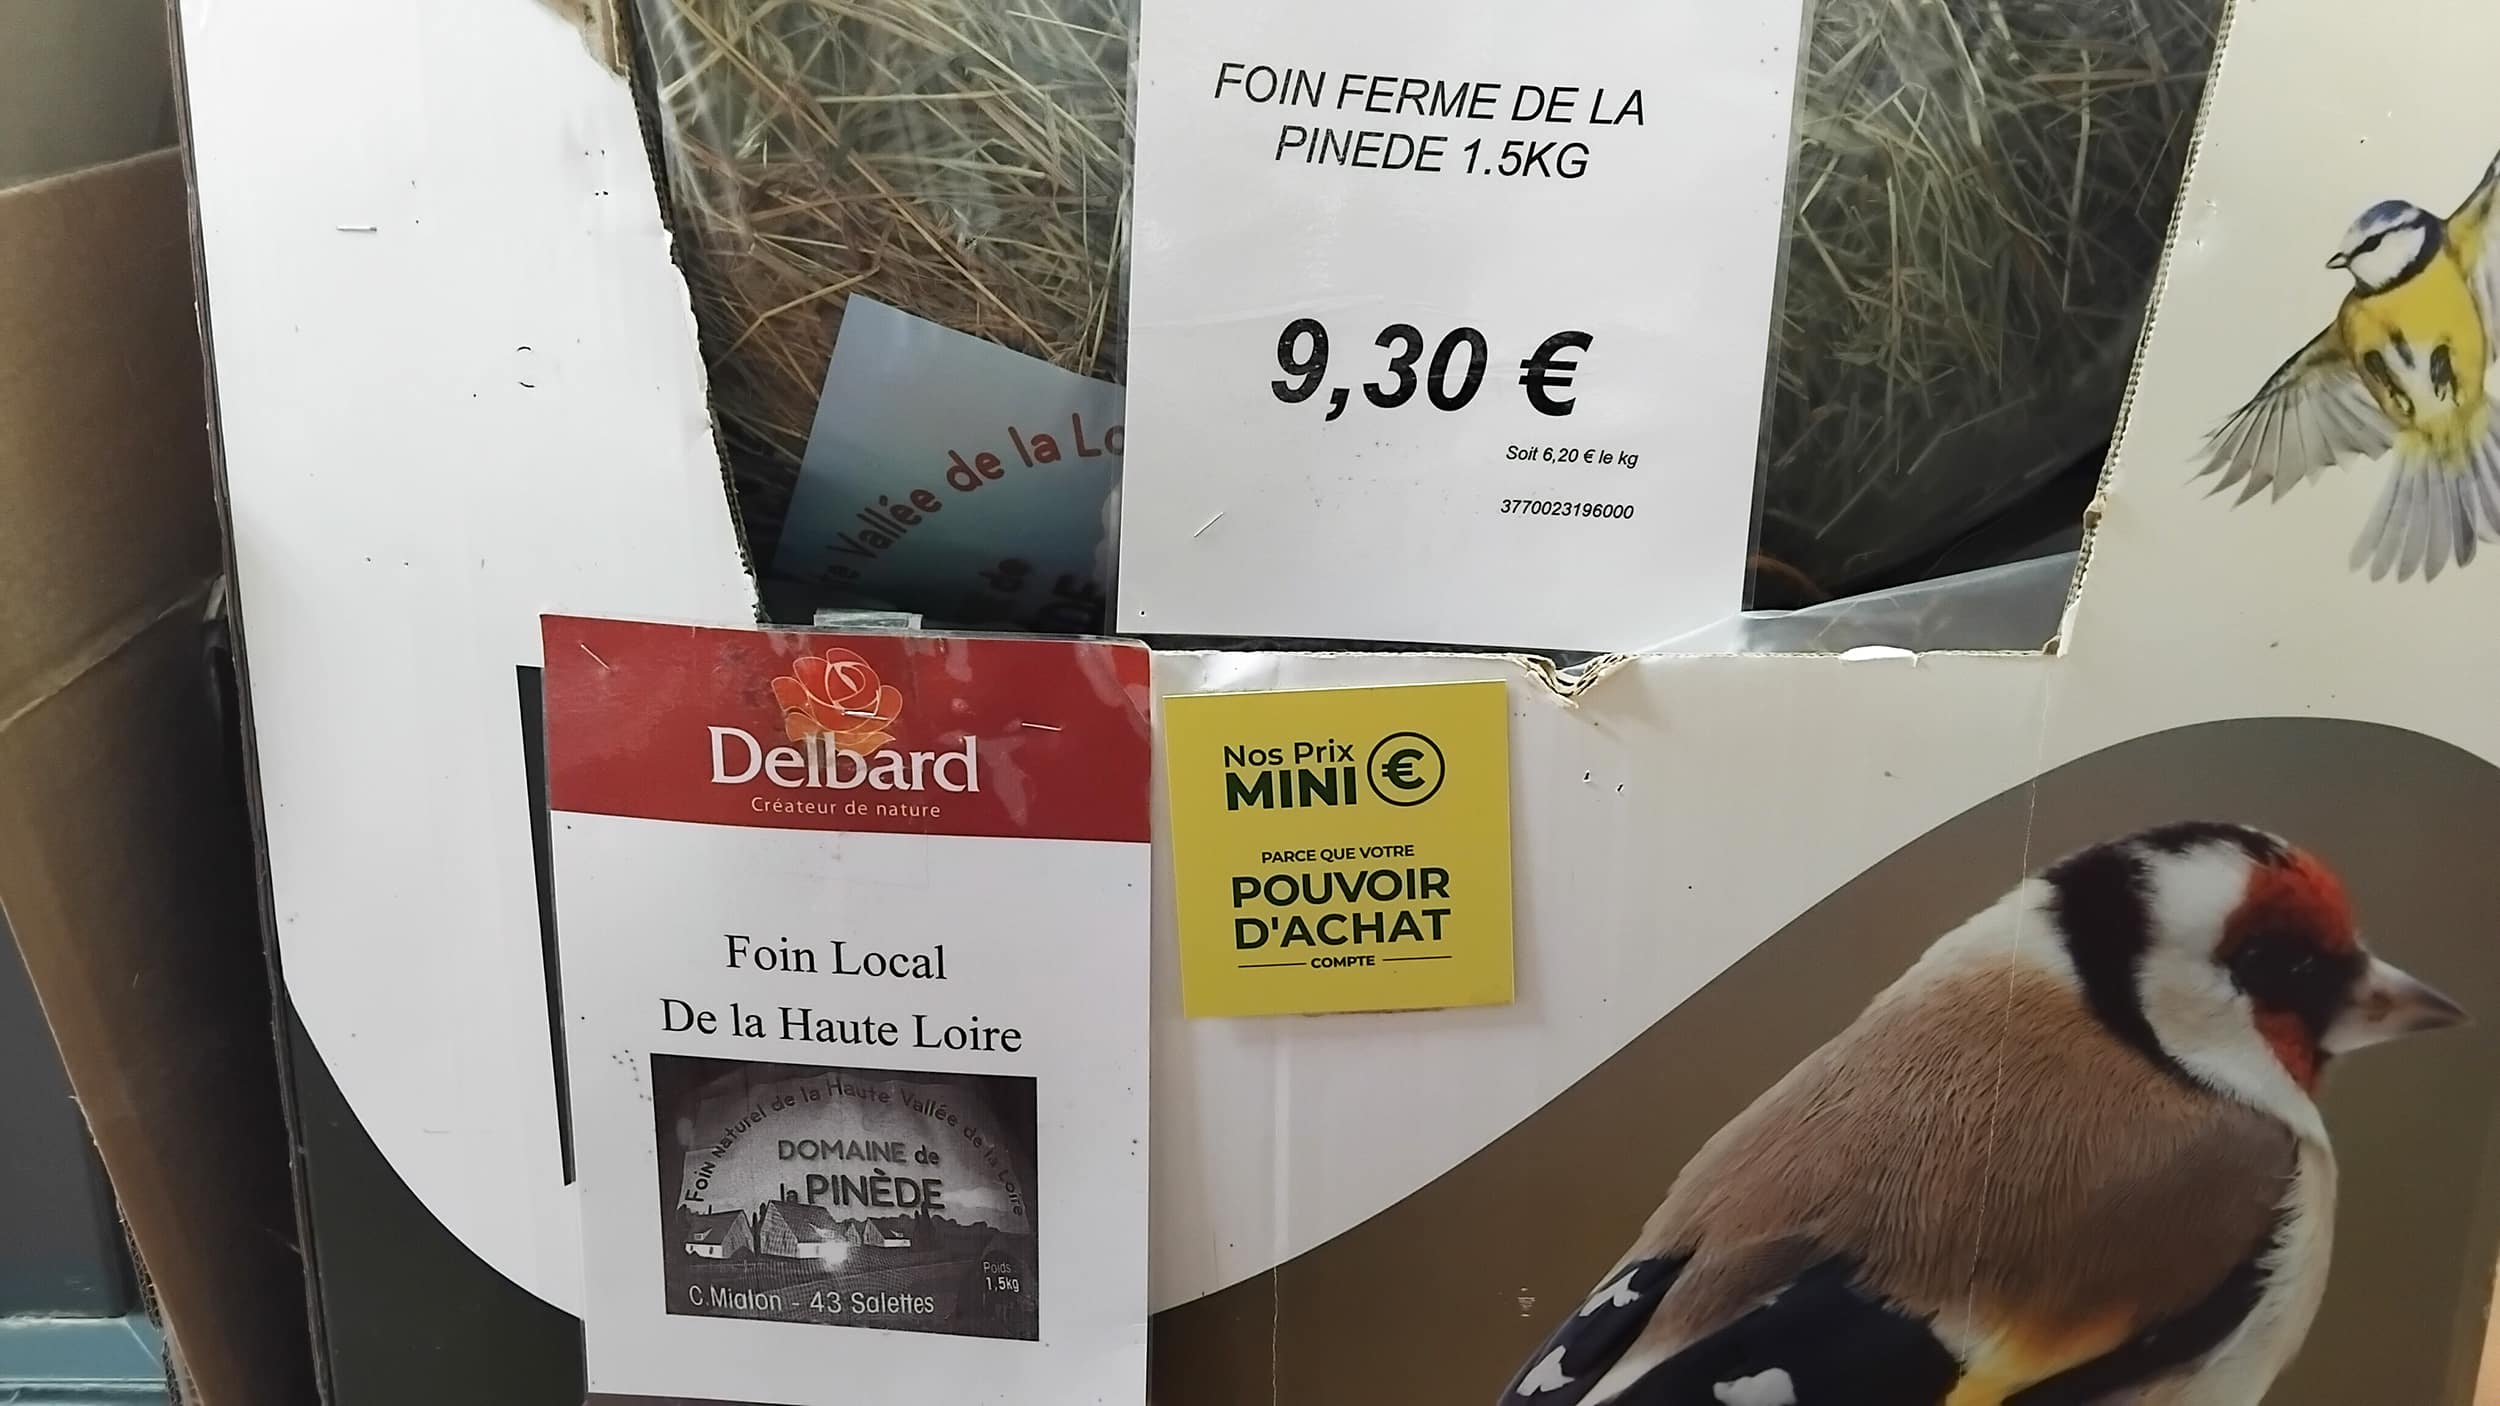 FOIN FERME DE LA
PINEDE 1.5KG
9,30 €
Soit 6,20 € le kg
3770023196000
Vallée de la
de
Delbard
Créateur de nature
Foin Local
De la Haute Loire
Foin Naturel de la Haute Vallée de la Loire
DOMAINE de
la PINÈDE
Poids
1,5kg
C.Mialon - 43 Salettes
Nos Prix
MINI €
PARCE QUE VOTRE
POUVOIR
D'ACHAT
COMPTE